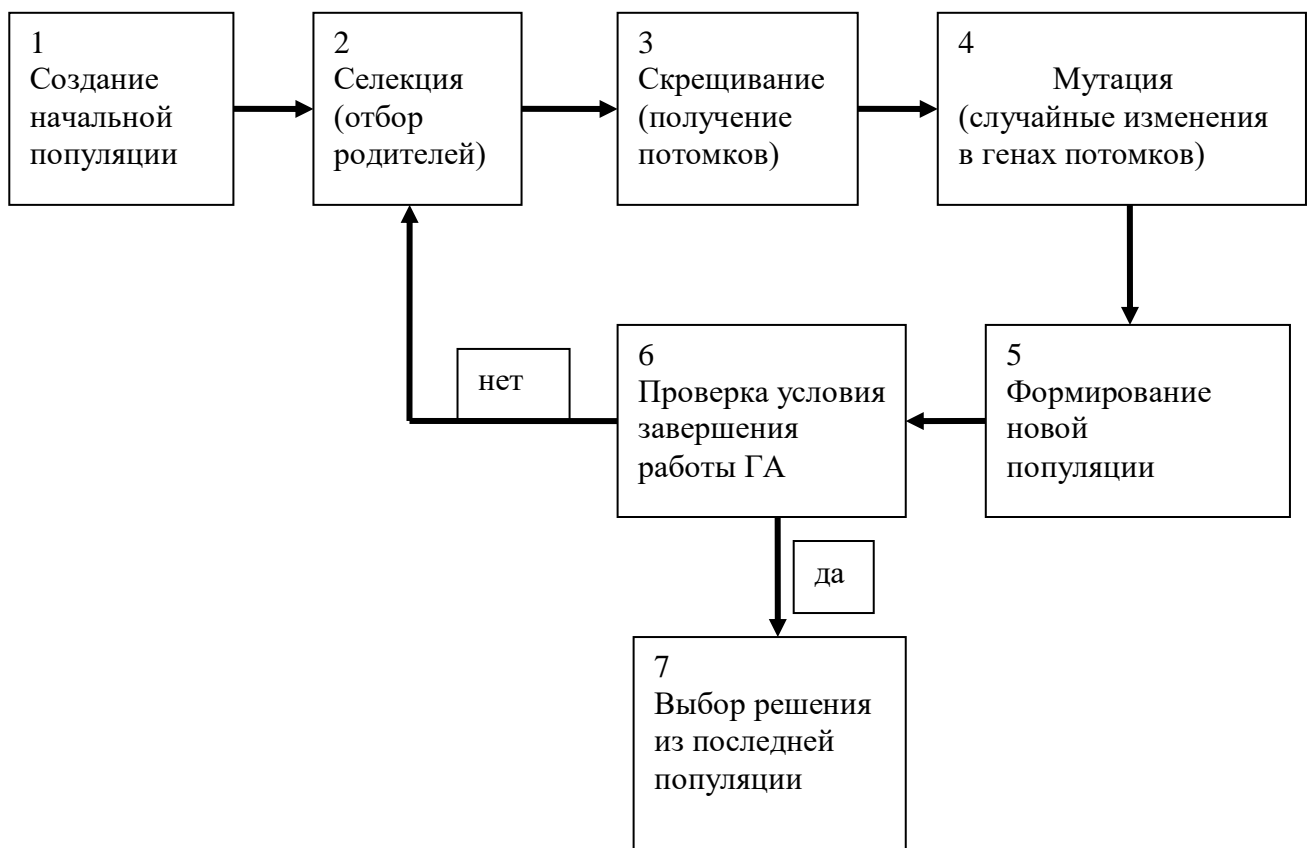 1
Создание
начальной
популяции
2
Селекция
(отбор
родителей)
3
Скрещивание
(получение
потомков)
4
Мутация
(случайные изменения
в генах потомков)
нет
6
Проверка условия
завершения
работы ГА
5
Формирование
новой
популяции
да
7
Выбор решения
из последней
популяции